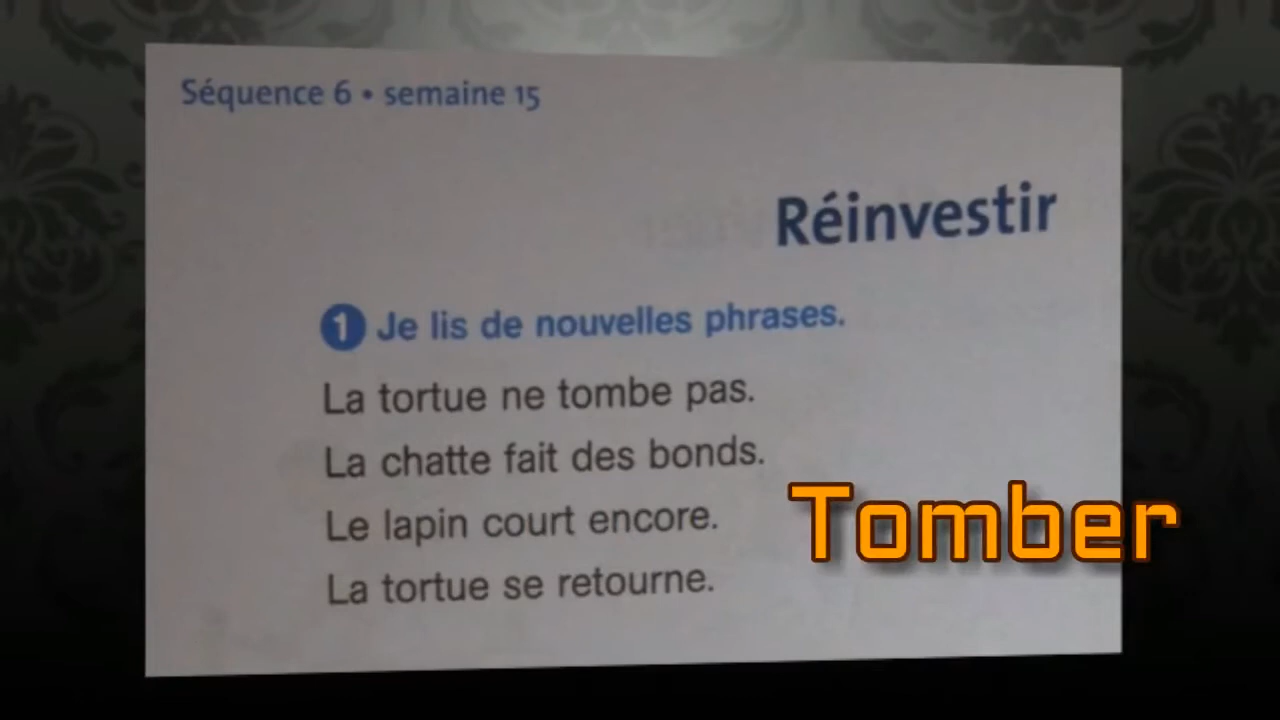 Séquence 6 • semaine 15
Réinvestir
1 Je lis de nouvelles phrases.
La tortue ne tombe pas.
La chatte fait des bonds.
Le lapin court encore.
La tortue se retourne.
Tomber